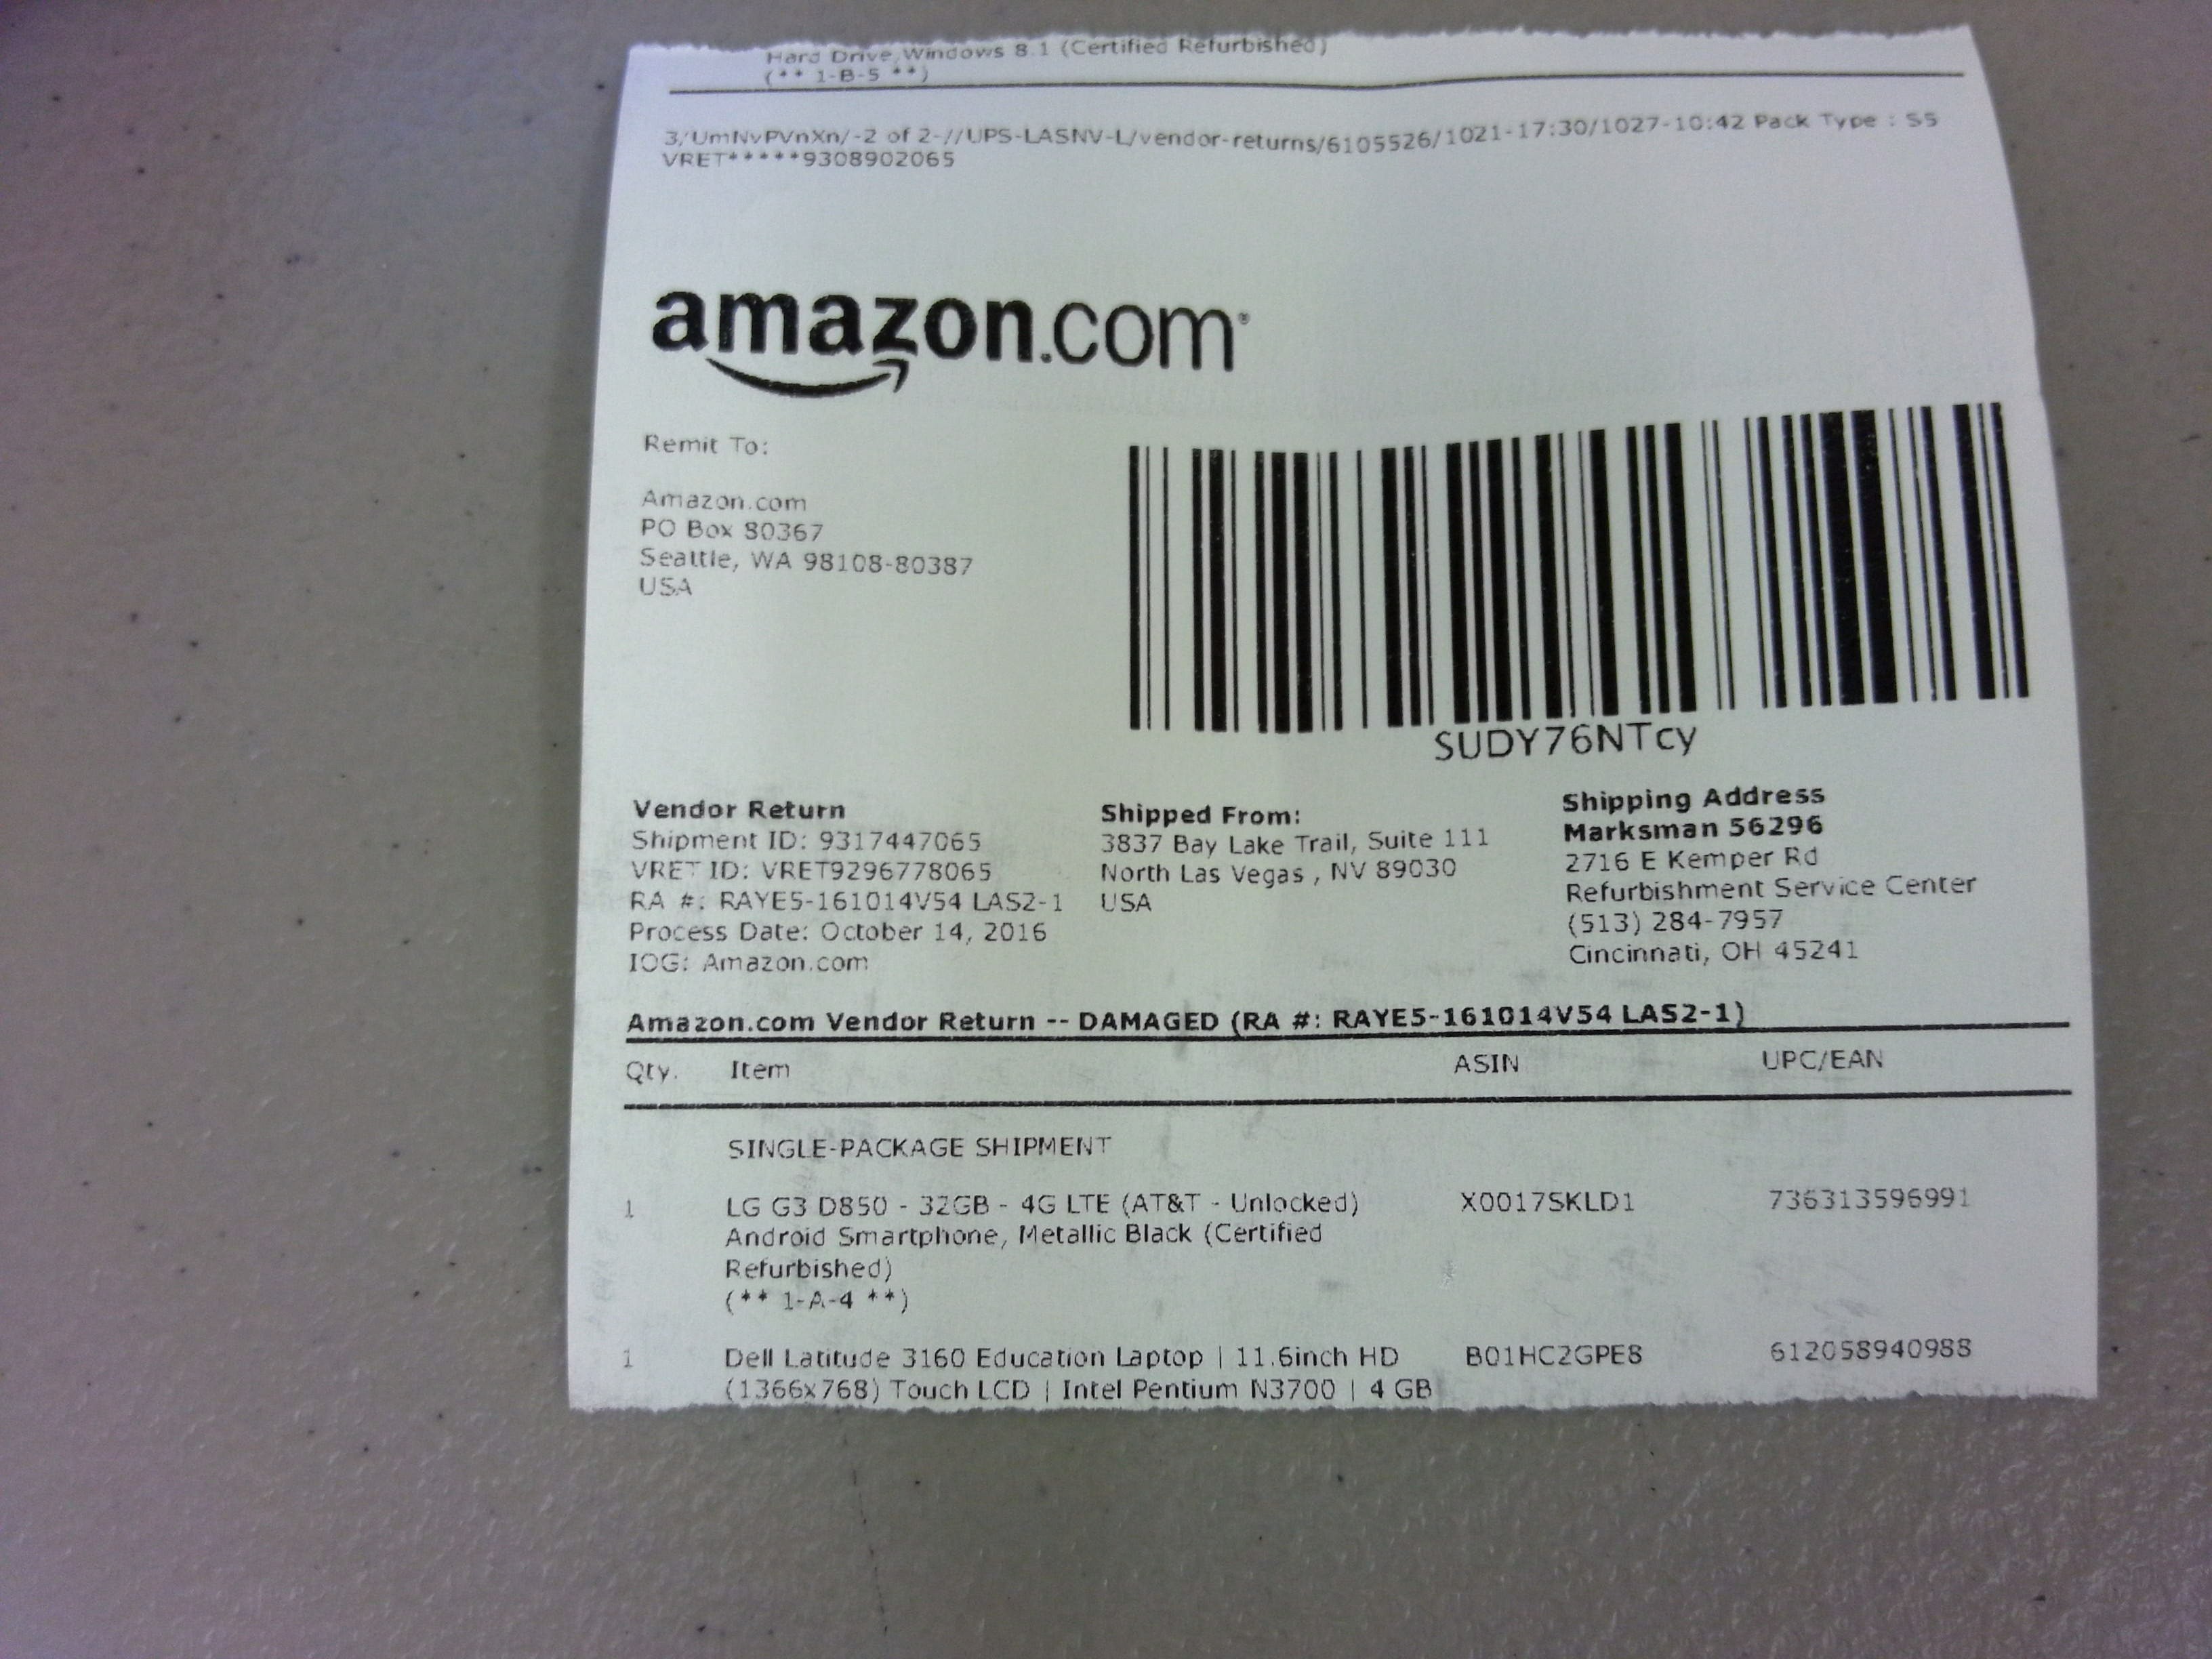 Hard Drive,Windows 8.1 (Certified Refurbished)
(** 1-B-5 **)
3/UmNvPVnXn/-2 of 2-//UPS-LASNV-L/vendor-returns/6105526/1021-17:30/1027-10:42 Pack Type : S5
VRET*****9308902065
amazon.com®
Remit To:
Amazon.com
PO Box 80367
Seattle, WA 98108-80387
USA
SUDY76NTcy
Vendor Return
Shipment ID: 9317447065
VRET ID: VRET9296778065
RA #: RAYE5-161014V54 LAS2-1
Process Date: October 14, 2016
IOG: Amazon.com
Shipped From:
3837 Bay Lake Trail, Suite 111
North Las Vegas , NV 89030
USA
Shipping Address
Marksman 56296
2716 E Kemper Rd
Refurbishment Service Center
(513) 284-7957
Cincinnati, OH 45241
Amazon.com Vendor Return -- DAMAGED (RA #: RAYE5-161014V54 LAS2-1)
Qty. Item ASIN UPC/EAN
SINGLE-PACKAGE SHIPMENT
1 LG G3 D850 - 32GB - 4G LTE (AT&T - Unlocked) X0017SKLD1 736313596991
Android Smartphone, Metallic Black (Certified
Refurbished)
(** 1-A-4 **)
1 Dell Latitude 3160 Education Laptop | 11.6inch HD B01HC2GPE8 612058940988
(1366x768) Touch LCD | Intel Pentium N3700 | 4 GB